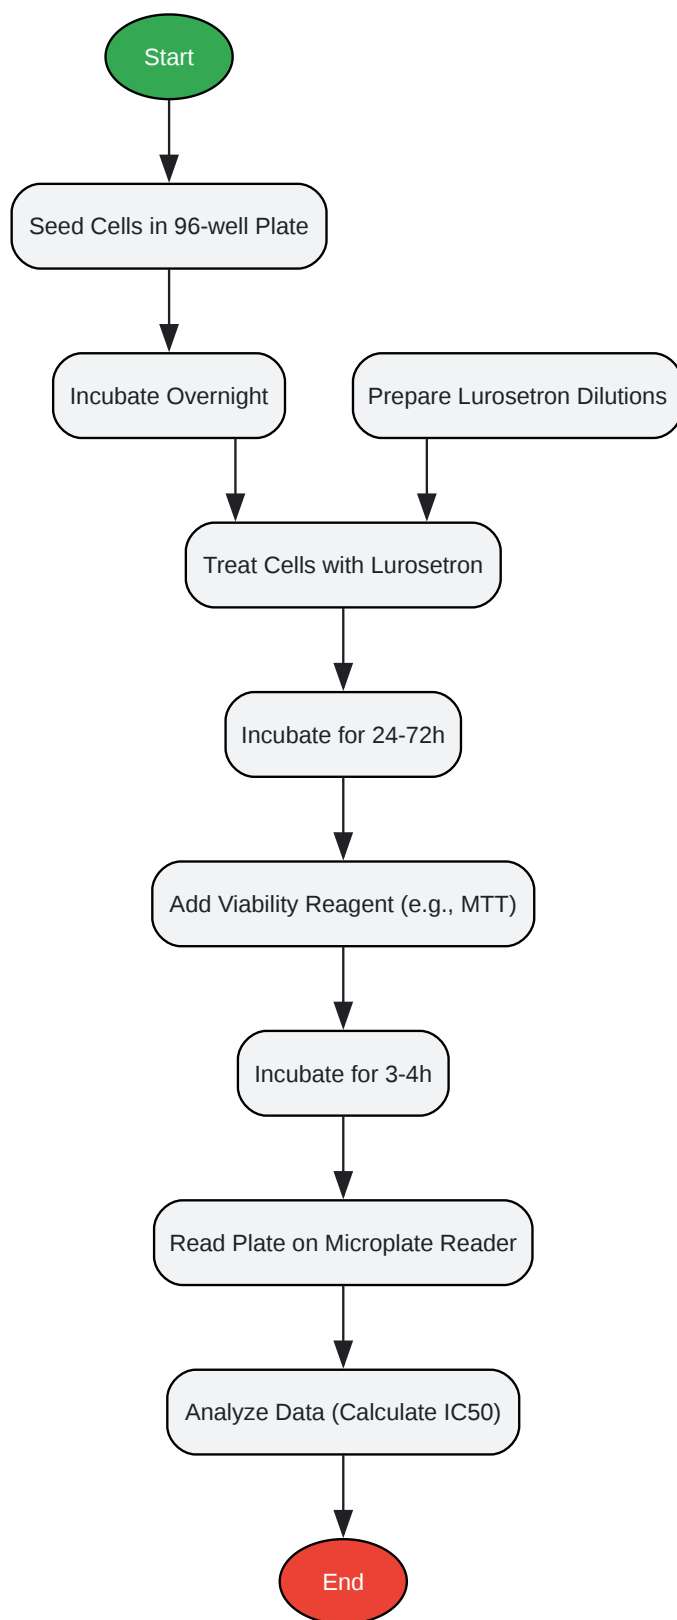 Start
Seed Cells in 96-well Plate
Incubate Overnight
Prepare Lurosetron Dilutions
Treat Cells with Lurosetron
Incubate for 24-72h
Add Viability Reagent (e.g., MTT)
Incubate for 3-4h
Read Plate on Microplate Reader
Analyze Data (Calculate IC50)
End